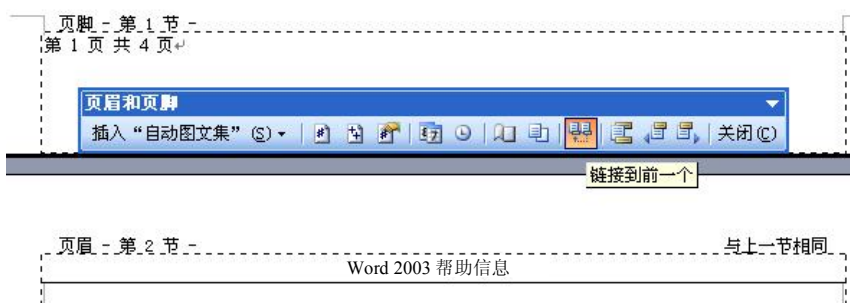 页脚 - 第 1 节 -
第 1 页 共 4 页↵
页眉和页脚
插入“自动图文集”(S) 关闭(C)
链接到前一个
页眉 - 第 2 节 - 与上一节相同
Word 2003 帮助信息